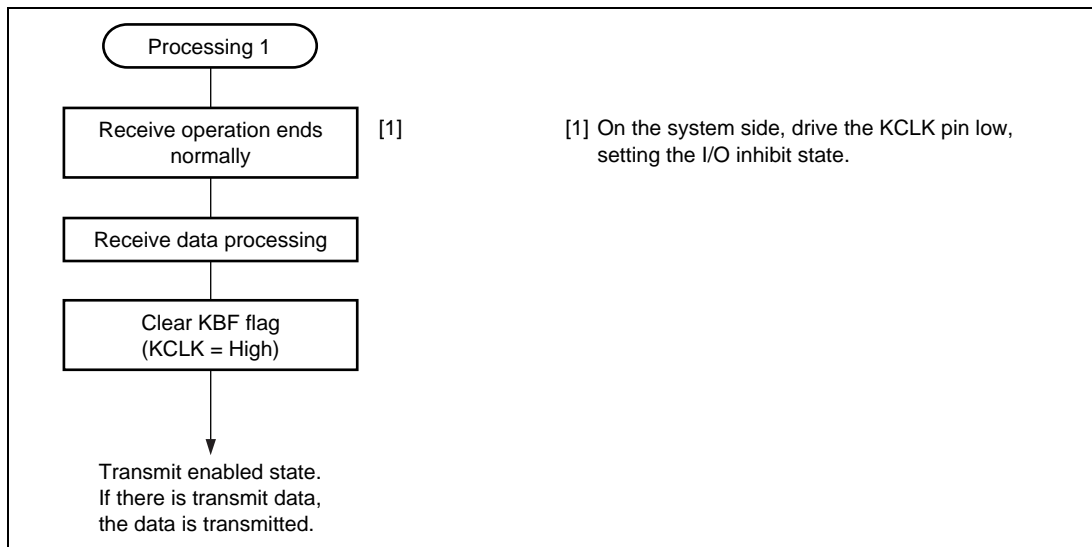 Processing 1
Receive operation ends
normally
[1]
[1] On the system side, drive the KCLK pin low,
setting the I/O inhibit state.
Receive data processing
Clear KBF flag
(KCLK = High)
Transmit enabled state.
If there is transmit data,
the data is transmitted.